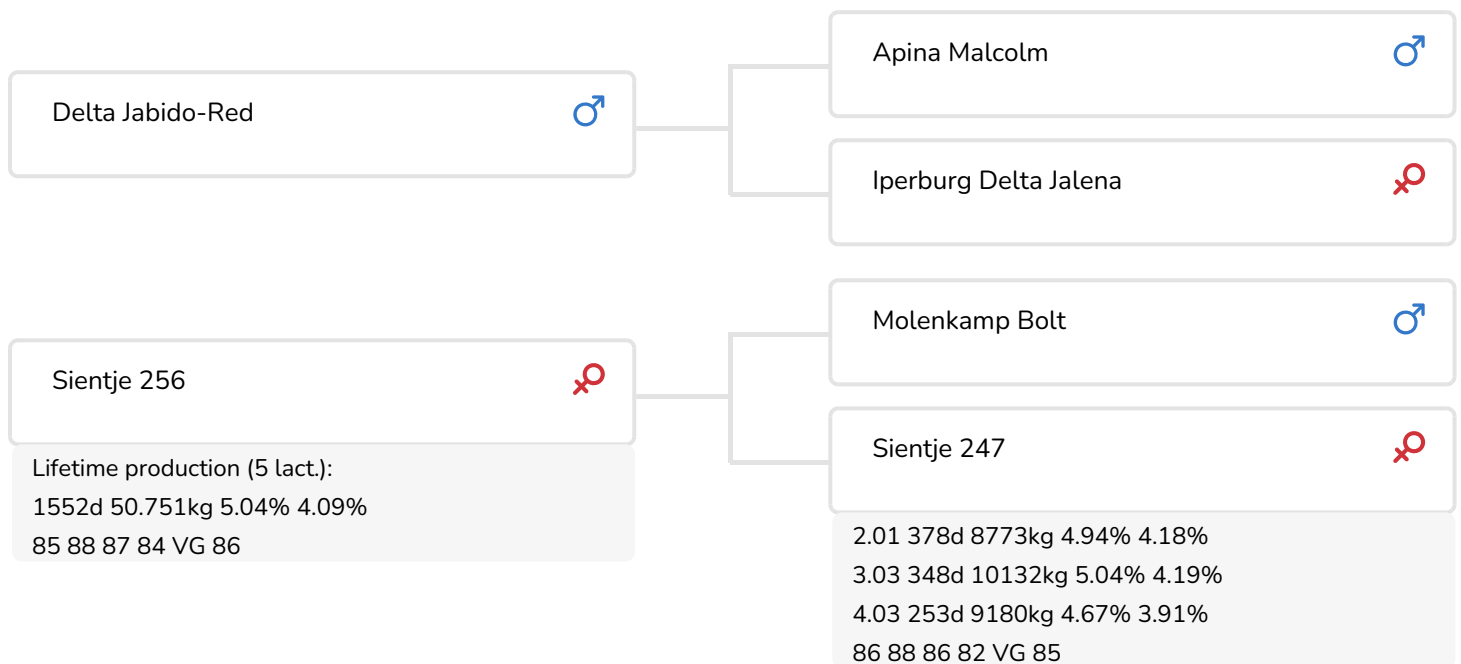 Apina Malcolm
Delta Jabido-Red
Iperburg Delta Jalena
Molenkamp Bolt
Sientje 256
Sientje 247
Lifetime production (5 lact.):
1552d 50.751kg 5.04% 4.09%
85 88 87 84 VG 86
2.01 378d 8773kg 4.94% 4.18%
3.03 348d 10132kg 5.04% 4.19%
4.03 253d 9180kg 4.67% 3.91%
86 88 86 82 VG 85